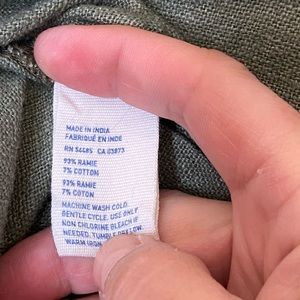 MADE IN INDIA
FABRIQUÉ EN INDE
RN 54685 CA 03873
93% RAMIE
7% COTTON
93% RAMIE
7% COTON
MACHINE WASH COLD.
GENTLE CYCLE. USE ONLY
NON CHLORINE BLEACH IF
NEEDED. TUMBLE DRY LOW.
WARM IRON